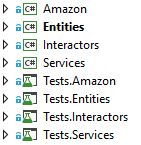 C# Amazon
C# Entities
C# Interactors
C# Services
Tests.Amazon
Tests.Entities
Tests.Interactors
Tests.Services